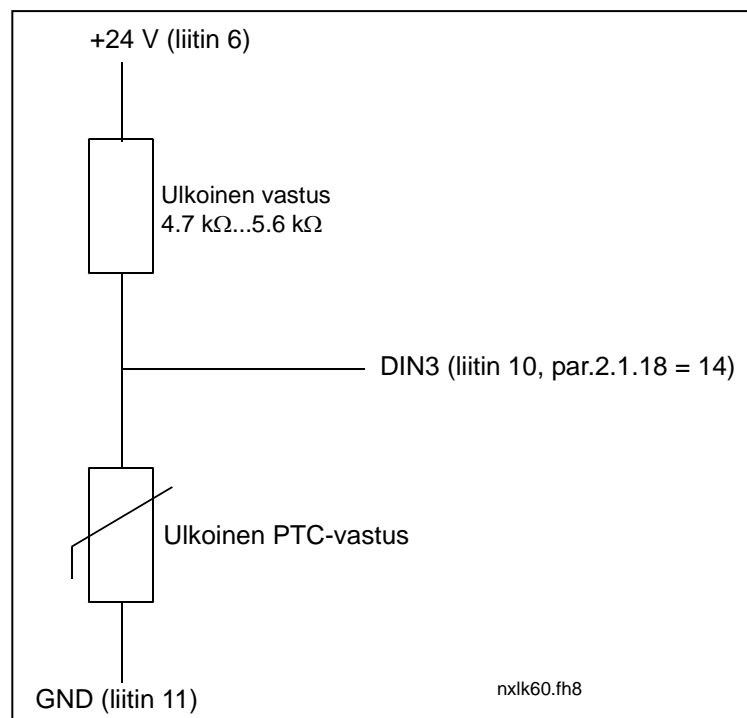 +24 V (liitin 6)
Ulkoinen vastus
4.7 kΩ...5.6 kΩ
DIN3 (liitin 10, par.2.1.18 = 14)
Ulkoinen PTC-vastus
GND (liitin 11)
nxlk60.fh8